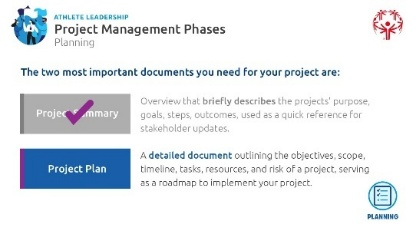 ATHLETE LEADERSHIP
Project Management Phases
Planning
The two most important documents you need for your project are:
Project Summary
Overview that briefly describes the projects' purpose,
goals, steps, outcomes, used as a quick reference for
stakeholder updates.
Project Plan
A detailed document outlining the objectives, scope,
timeline, tasks, resources, and risk of a project, serving
as a roadmap to implement your project.
PLANNING